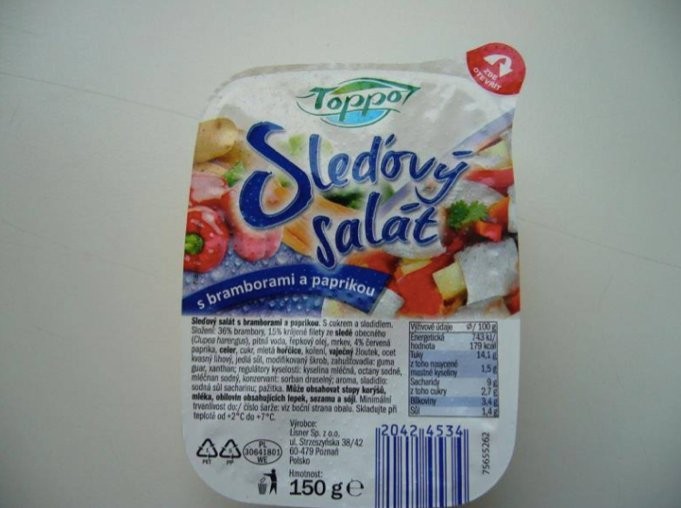 ZDE
OTEVŘÍT
Toppo
Sleďový
salát
s bramborami a paprikou
Sleďový salát s bramborami a paprikou. S cukrem a sladidlem.
Složení: 36% brambory, 15% krájené filety ze sledě obecného
(Clupea harengus), pitná voda, řepkový olej, mrkev, 4% červená
paprika, celer, cukr, mletá hořčice, koření, vaječný žloutek, ocet
kvasný lihový, jedlá sůl, modifikovaný škrob, zahušťovadla: guma
guar, xanthan; regulátory kyselosti: kyselina mléčná, octany sodné,
mléčnan sodný, konzervant: sorban draselný; aroma, sladidlo:
sodná sůl sacharinu; pažitka. Může obsahovat stopy korýšů,
mléka, obilovin obsahujících lepek, sezamu a sójí. Minimální
trvanlivost do:/ číslo šarže: viz boční strana obalu. Skladujte při
teplotě od +2°C do +7°C.
Výživové údaje Ø/ 100 g
Energetická 743 kJ/
hodnota 179 kcal
Tuky 14,1 g
z toho nasycené
mastné kyseliny 1,5 g
Sacharidy 9 g
z toho cukry 2,7 g
Bílkoviny 3,4 g
Sůl 1,4 g
Výrobce:
Lisner Sp. z o.o.
ul. Strzeszyńska 38/42
60-479 Poznań
Polsko
PET
PP
PL
30641801
WE
Hmotnost:
150 g e
2042 4534
75655262